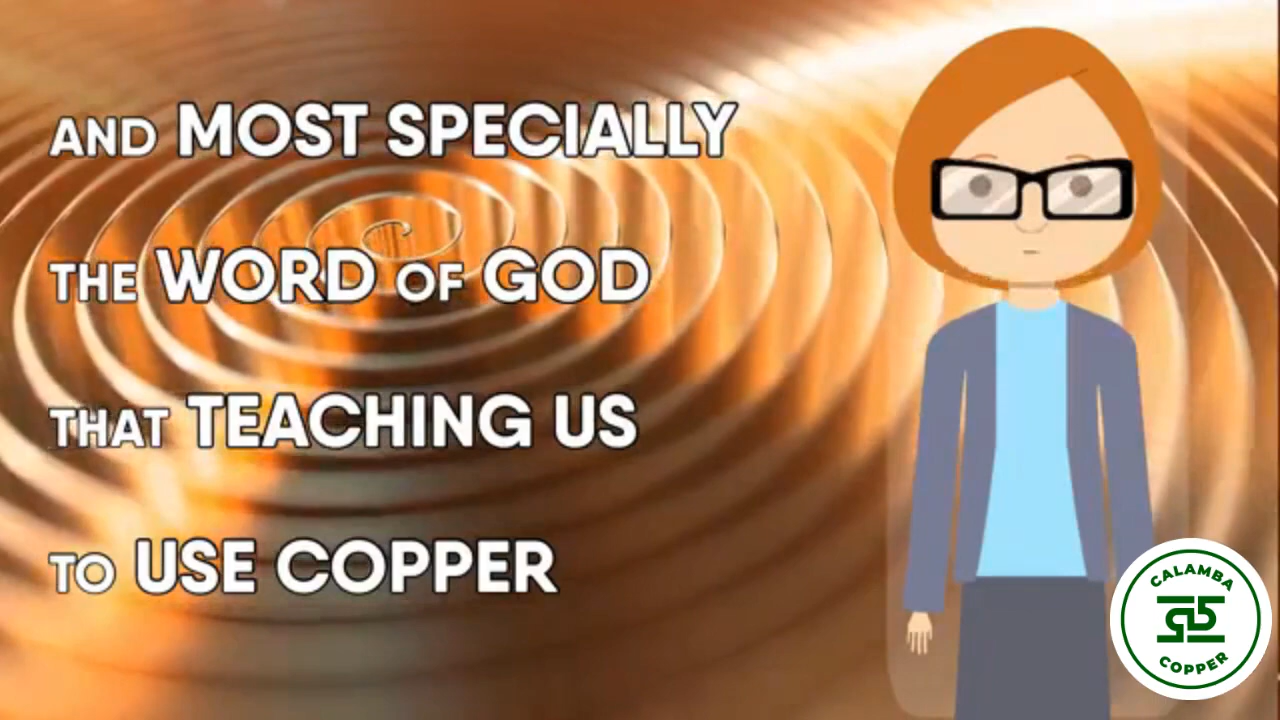 AND MOST SPECIALLY
THE WORD OF GOD
THAT TEACHING US
TO USE COPPER
CALAMBA
COPPER